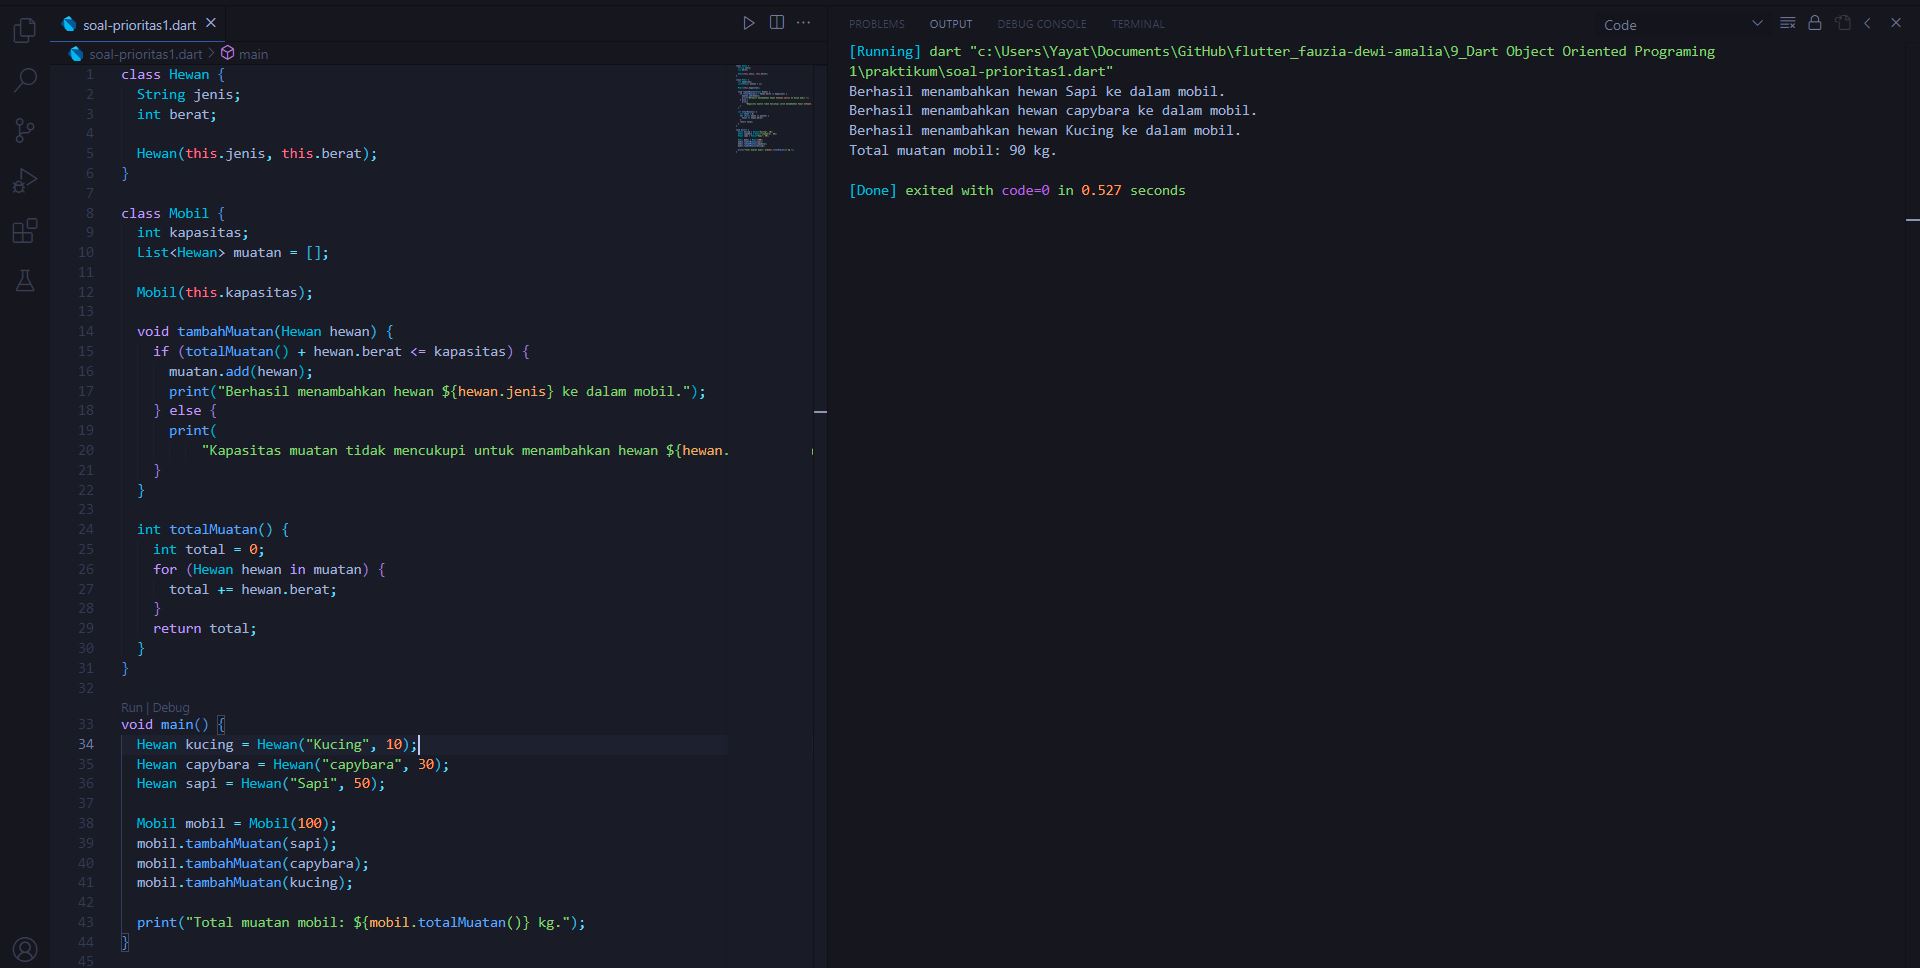 soal-prioritas1.dart
soal-prioritas1.dart > main
1 class Hewan {
2 String jenis;
3 int berat;
4
5 Hewan(this.jenis, this.berat);
6 }
7
8 class Mobil {
9 int kapasitas;
10 List<Hewan> muatan = [];
11
12 Mobil(this.kapasitas);
13
14 void tambahMuatan(Hewan hewan) {
15 if (totalMuatan() + hewan.berat <= kapasitas) {
16 muatan.add(hewan);
17 print("Berhasil menambahkan hewan ${hewan.jenis} ke dalam mobil.");
18 } else {
19 print(
20 "Kapasitas muatan tidak mencukupi untuk menambahkan hewan ${hewan.
21 }
22 }
23
24 int totalMuatan() {
25 int total = 0;
26 for (Hewan hewan in muatan) {
27 total += hewan.berat;
28 }
29 return total;
30 }
31 }
32
Run | Debug
33 void main() {
34 Hewan kucing = Hewan("Kucing", 10);
35 Hewan capybara = Hewan("capybara", 30);
36 Hewan sapi = Hewan("Sapi", 50);
37
38 Mobil mobil = Mobil(100);
39 mobil.tambahMuatan(sapi);
40 mobil.tambahMuatan(capybara);
41 mobil.tambahMuatan(kucing);
42
43 print("Total muatan mobil: ${mobil.totalMuatan()} kg.");
44 }
45
PROBLEMS OUTPUT DEBUG CONSOLE TERMINAL Code
[Running] dart "c:\Users\Yayat\Documents\GitHub\flutter_fauzia-dewi-amalia\9_Dart Object Oriented Programing
1\praktikum\soal-prioritas1.dart"
Berhasil menambahkan hewan Sapi ke dalam mobil.
Berhasil menambahkan hewan capybara ke dalam mobil.
Berhasil menambahkan hewan Kucing ke dalam mobil.
Total muatan mobil: 90 kg.
[Done] exited with code=0 in 0.527 seconds